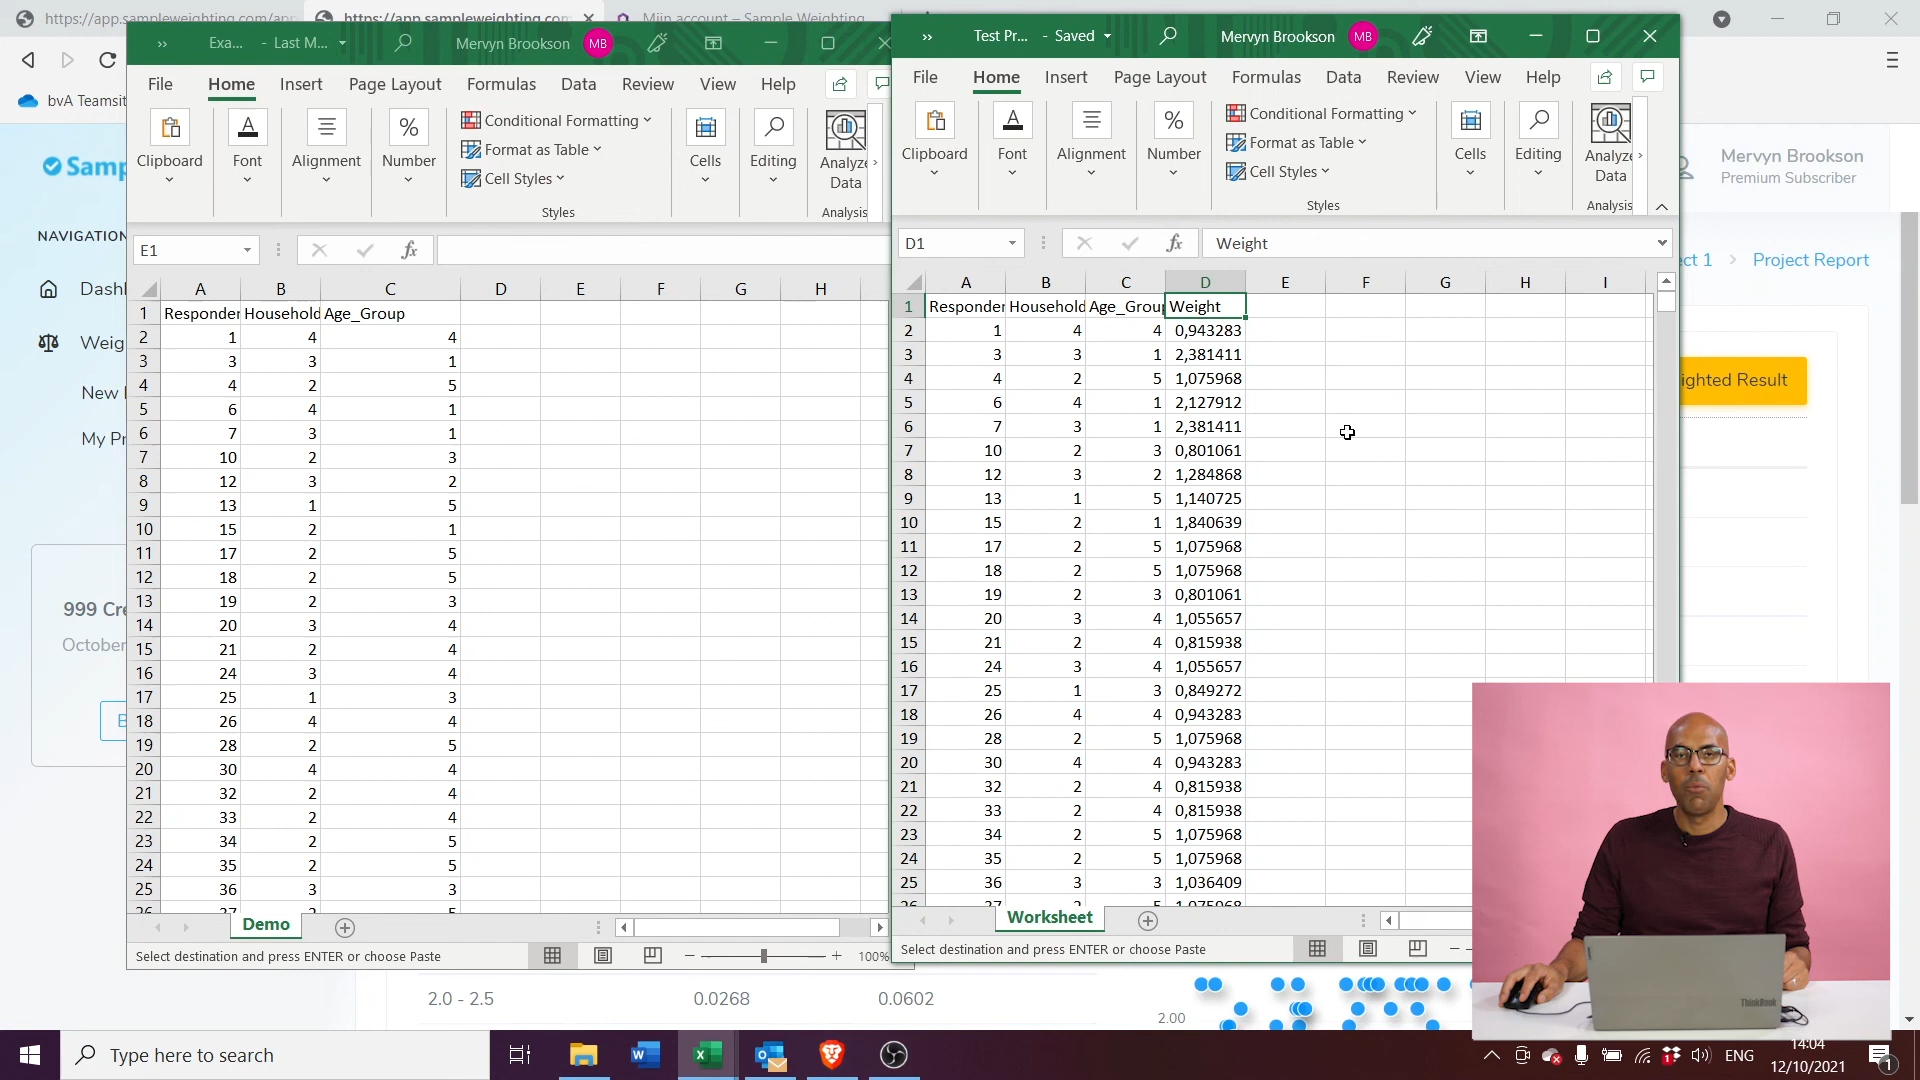 https://app.sampleweighting.com/app
https://app.sampleweighting.com
Mijn account – Sample Weighting
bvA Teamsit
Samp
NAVIGATION
Dashl
Weig
New
My Pr
999 Cre
October
B
Exa... - Last M...
Mervyn Brookson MB
File Home Insert Page Layout Formulas Data Review View Help
Clipboard Font Alignment Number
Conditional Formatting
Format as Table
Cell Styles
Styles
Cells Editing Analyze Data
Analysis
E1
fx
A B C D E F G H
1 Responder Household Age_Group
2 1 4 4
3 3 3 1
4 4 2 5
5 6 4 1
6 7 3 1
7 10 2 3
8 12 3 2
9 13 1 5
10 15 2 1
11 17 2 5
12 18 2 5
13 19 2 3
14 20 3 4
15 21 2 4
16 24 3 4
17 25 1 3
18 26 4 4
19 28 2 5
20 30 4 4
21 32 2 4
22 33 2 4
23 34 2 5
24 35 2 5
25 36 3 3
Demo
Select destination and press ENTER or choose Paste
100%
Test Pr... - Saved
Mervyn Brookson MB
File Home Insert Page Layout Formulas Data Review View Help
Clipboard Font Alignment Number
Conditional Formatting
Format as Table
Cell Styles
Styles
Cells Editing Analyze Data
Analysis
D1
fx
Weight
A B C D E F G H I
1 Responder Household Age_Grou Weight
2 1 4 4 0,943283
3 3 3 1 2,381411
4 4 2 5 1,075968
5 6 4 1 2,127912
6 7 3 1 2,381411
7 10 2 3 0,801061
8 12 3 2 1,284868
9 13 1 5 1,140725
10 15 2 1 1,840639
11 17 2 5 1,075968
12 18 2 5 1,075968
13 19 2 3 0,801061
14 20 3 4 1,055657
15 21 2 4 0,815938
16 24 3 4 1,055657
17 25 1 3 0,849272
18 26 4 4 0,943283
19 28 2 5 1,075968
20 30 4 4 0,943283
21 32 2 4 0,815938
22 33 2 4 0,815938
23 34 2 5 1,075968
24 35 2 5 1,075968
25 36 3 3 1,036409
Worksheet
Select destination and press ENTER or choose Paste
Mervyn Brookson
Premium Subscriber
ect 1 > Project Report
ighted Result
2.0 - 2.5 0.0268 0.0602
2.00
ThinkBook
Type here to search
ENG
14:04
12/10/2021
1